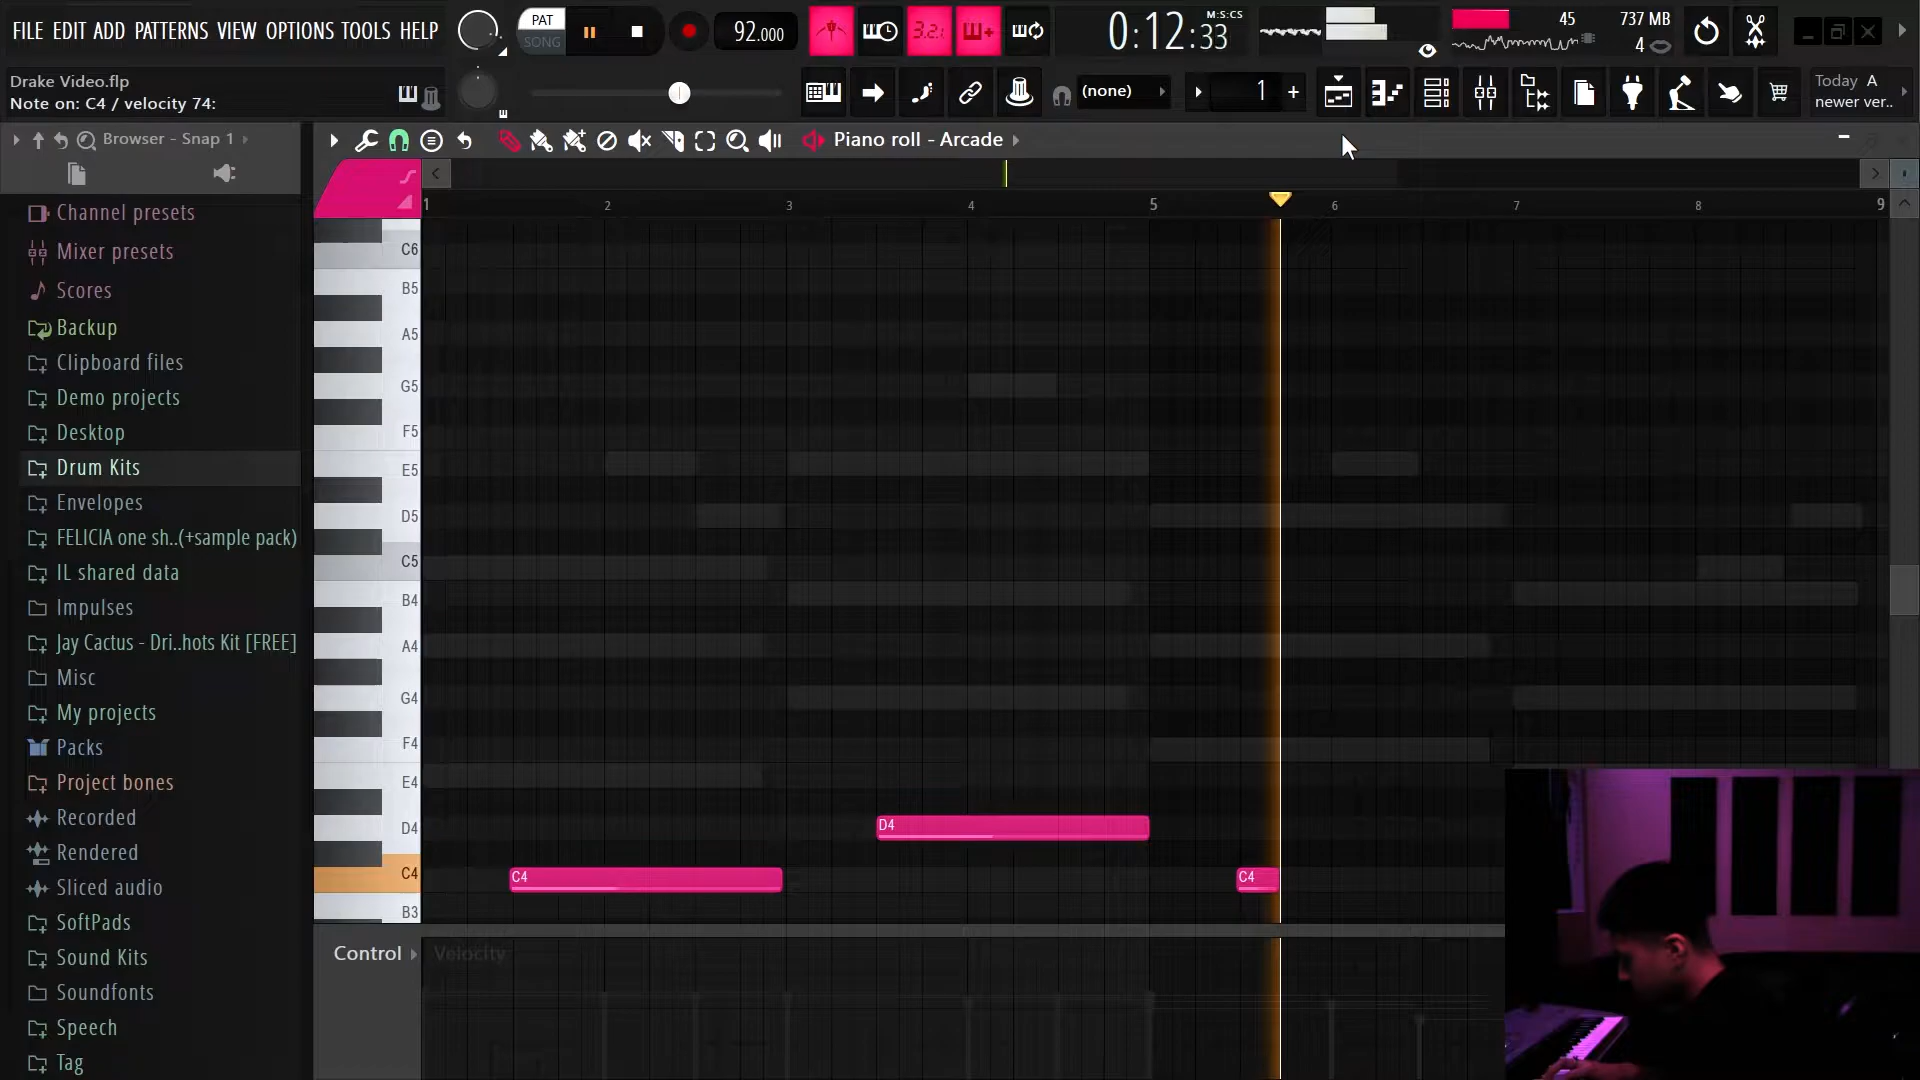 FILE EDIT ADD PATTERNS VIEW OPTIONS TOOLS HELP
PAT
SONG
92.000
3.2.1
0:12:33
M:S:CS
45
737 MB
4
Drake Video.flp
Note on: C4 / velocity 74:
(none)
1
+
Today A
newer ver..
Browser - Snap 1
Piano roll - Arcade
Channel presets
Mixer presets
Scores
Backup
Clipboard files
Demo projects
Desktop
Drum Kits
Envelopes
FELICIA one sh..(+sample pack)
IL shared data
Impulses
Jay Cactus - Dri..hots Kit [FREE]
Misc
My projects
Packs
Project bones
Recorded
Rendered
Sliced audio
SoftPads
Sound Kits
Soundfonts
Speech
Tag
1 2 3 4 5 6 7 8 9
C6
B5
A5
G5
F5
E5
D5
C5
B4
A4
G4
F4
E4
D4
C4
B3
D4
C4
C4
Control
Velocity